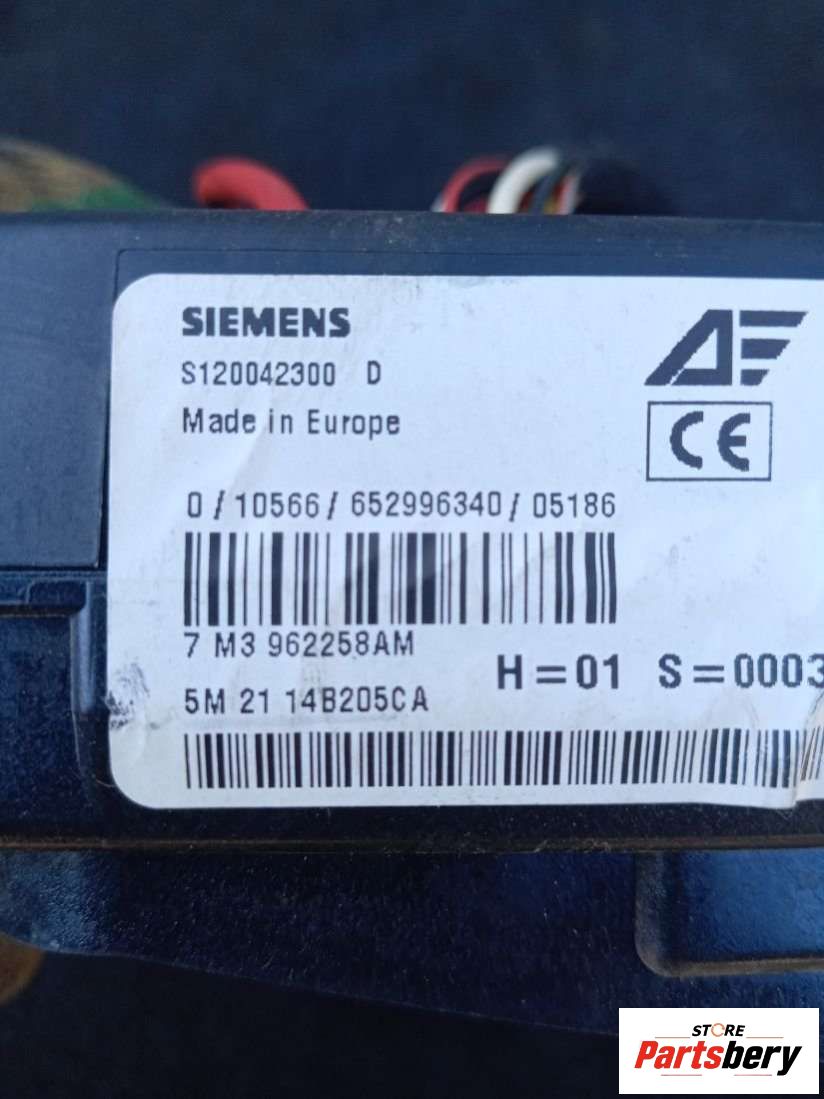 SIEMENS
S120042300 D
Made in Europe
CE
0 / 10566 / 652996340 / 05186
7 M3 962258AM
H=01 S=0003
5M 21 14B205CA
STORE
Partsbery